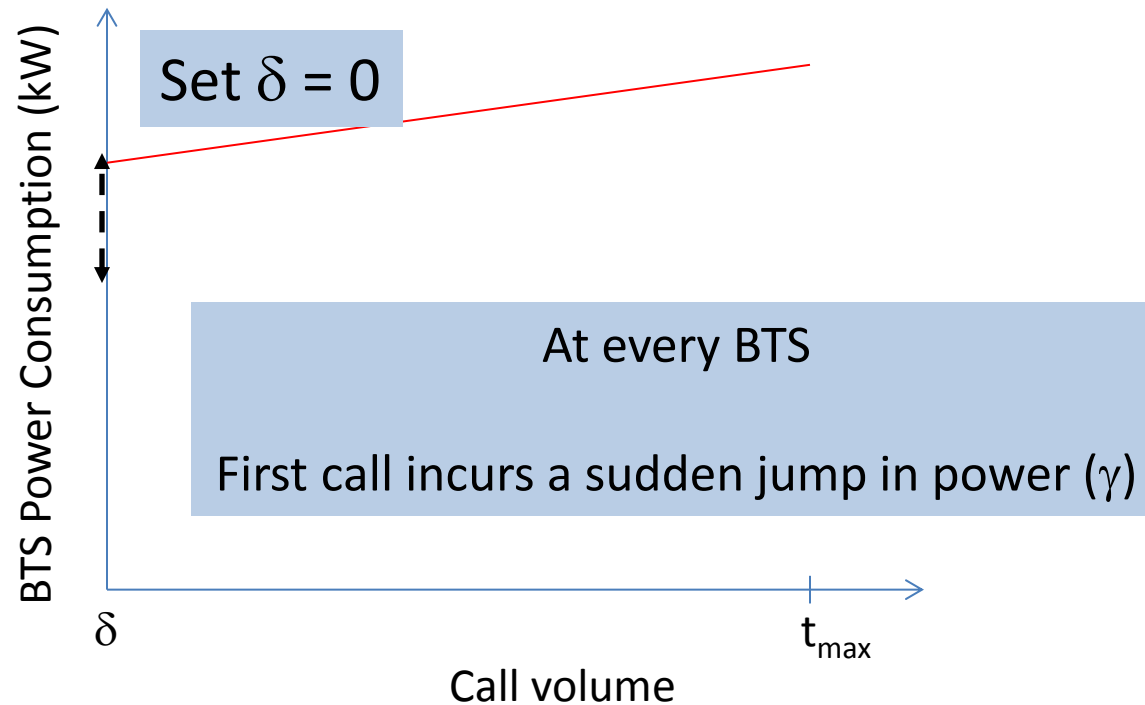 BTS Power Consumption (kW)
Set δ = 0
At every BTS
First call incurs a sudden jump in power (γ)
δ
tmax
Call volume